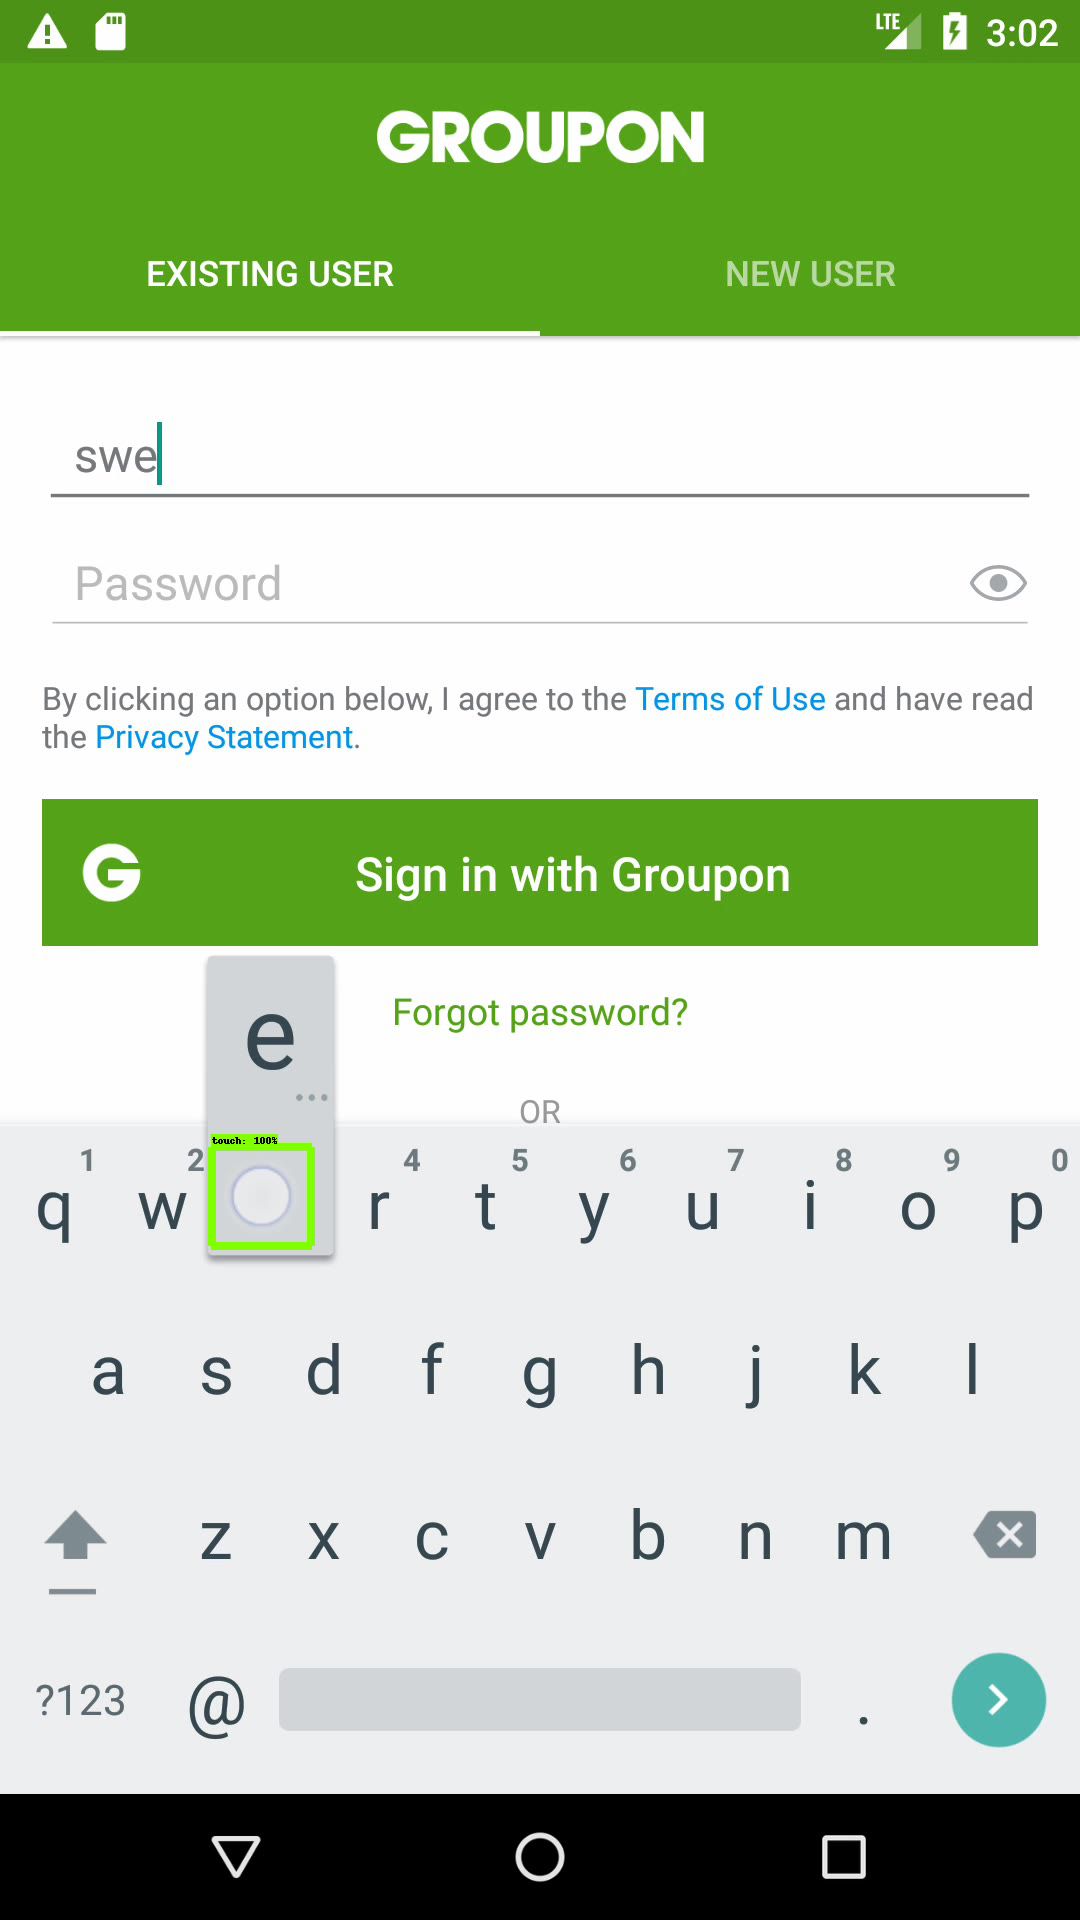 LTE 3:02
GROUPON
EXISTING USER NEW USER
swe
Password
By clicking an option below, I agree to the Terms of Use and have read
the Privacy Statement.
G Sign in with Groupon
e
Forgot password?
...
OR
touch: 100%
1 2 4 5 6 7 8 9 0
q w r t y u i o p
a s d f g h j k l
z x c v b n m
?123 @ .